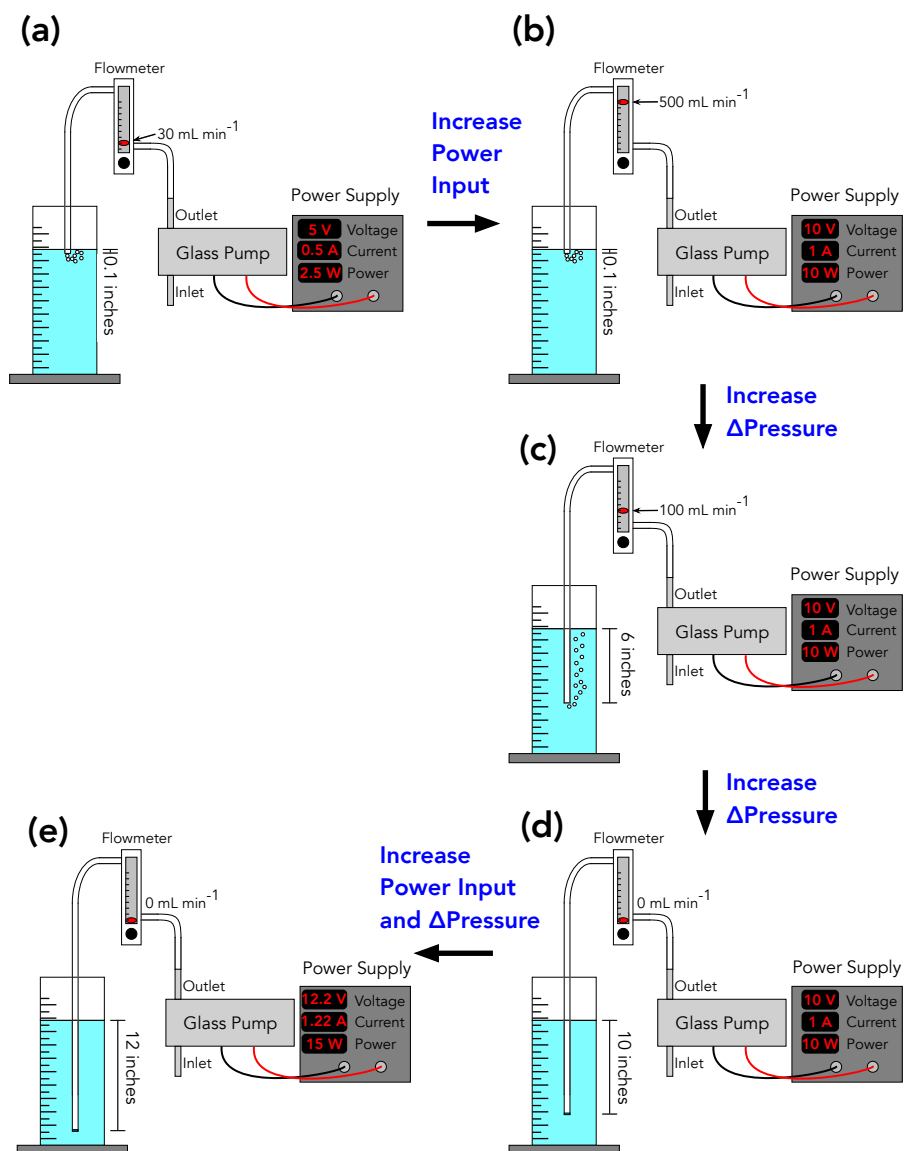 (a)
Flowmeter
30 mL min-1
Outlet
Glass Pump
Inlet
Power Supply
5 V Voltage
0.5 A Current
2.5 W Power
0.1 inches
Increase
Power
Input
(b)
Flowmeter
500 mL min-1
Outlet
Glass Pump
Inlet
Power Supply
10 V Voltage
1 A Current
10 W Power
0.1 inches
Increase
ΔPressure
(c)
Flowmeter
100 mL min-1
Outlet
Glass Pump
Inlet
Power Supply
10 V Voltage
1 A Current
10 W Power
6 inches
Increase
ΔPressure
(d)
Flowmeter
0 mL min-1
Outlet
Glass Pump
Inlet
Power Supply
10 V Voltage
1 A Current
10 W Power
10 inches
Increase
Power Input
and ΔPressure
(e)
Flowmeter
0 mL min-1
Outlet
Glass Pump
Inlet
Power Supply
12.2 V Voltage
1.22 A Current
15 W Power
12 inches